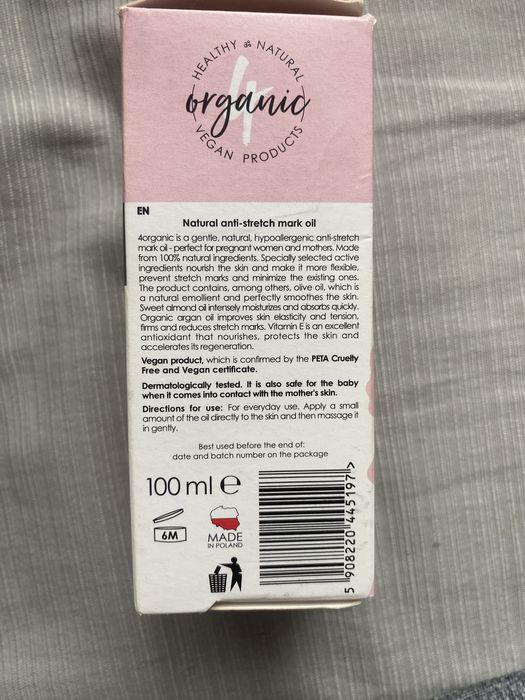 HEALTHY & NATURAL
4
organic
VEGAN PRODUCTS
EN
Natural anti-stretch mark oil
4organic is a gentle, natural, hypoallergenic anti-stretch
mark oil - perfect for pregnant women and mothers. Made
from 100% natural ingredients. Specially selected active
ingredients nourish the skin and make it more flexible,
prevent stretch marks and minimize the existing ones.
The product contains, among others, olive oil, which is
a natural emollient and perfectly smoothes the skin.
Sweet almond oil intensely moisturizes and absorbs quickly.
Organic argan oil improves skin elasticity and tension,
firms and reduces stretch marks. Vitamin E is an excellent
antioxidant that nourishes, protects the skin and
accelerates its regeneration.
Vegan product, which is confirmed by the PETA Cruelty
Free and Vegan certificate.
Dermatologically tested. It is also safe for the baby
when it comes into contact with the mother's skin.
Directions for use: For everyday use. Apply a small
amount of the oil directly to the skin and then massage it
in gently.
Best used before the end of:
date and batch number on the package
100 ml ℮
6M
MADE
IN POLAND
5 908220 445197 >